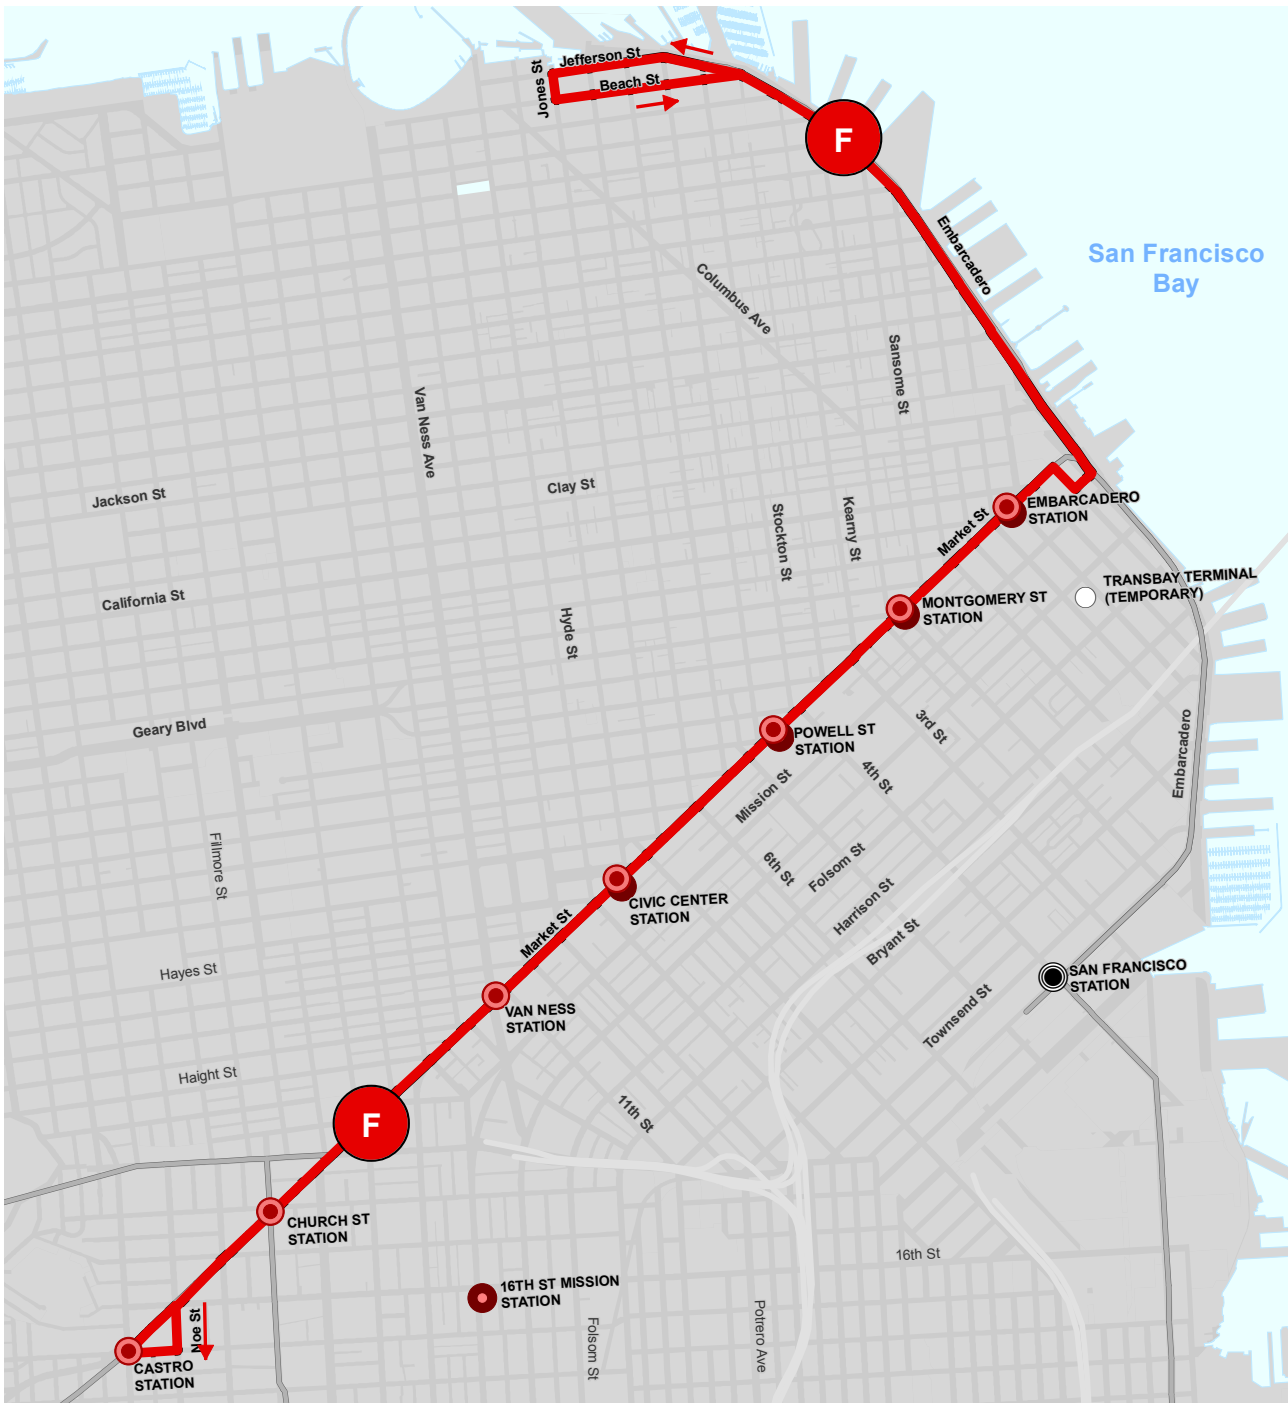 Jefferson St
Beach St
Jones St
F
Embarcadero
San Francisco
Bay
Columbus Ave
Sansome St
Van Ness Ave
Jackson St
Clay St
Stockton St
Kearny St
Market St
EMBARCADERO
STATION
TRANSBAY TERMINAL
(TEMPORARY)
California St
Hyde St
MONTGOMERY ST
STATION
Geary Blvd
POWELL ST
STATION
3rd St
4th St
Embarcadero
Mission St
6th St
Folsom St
Harrison St
Bryant St
Fillmore St
CIVIC CENTER
STATION
Market St
Hayes St
SAN FRANCISCO
STATION
VAN NESS
STATION
Townsend St
Haight St
F
11th St
CHURCH ST
STATION
16th St
16TH ST MISSION
STATION
Noe St
Folsom St
Potrero Ave
CASTRO
STATION